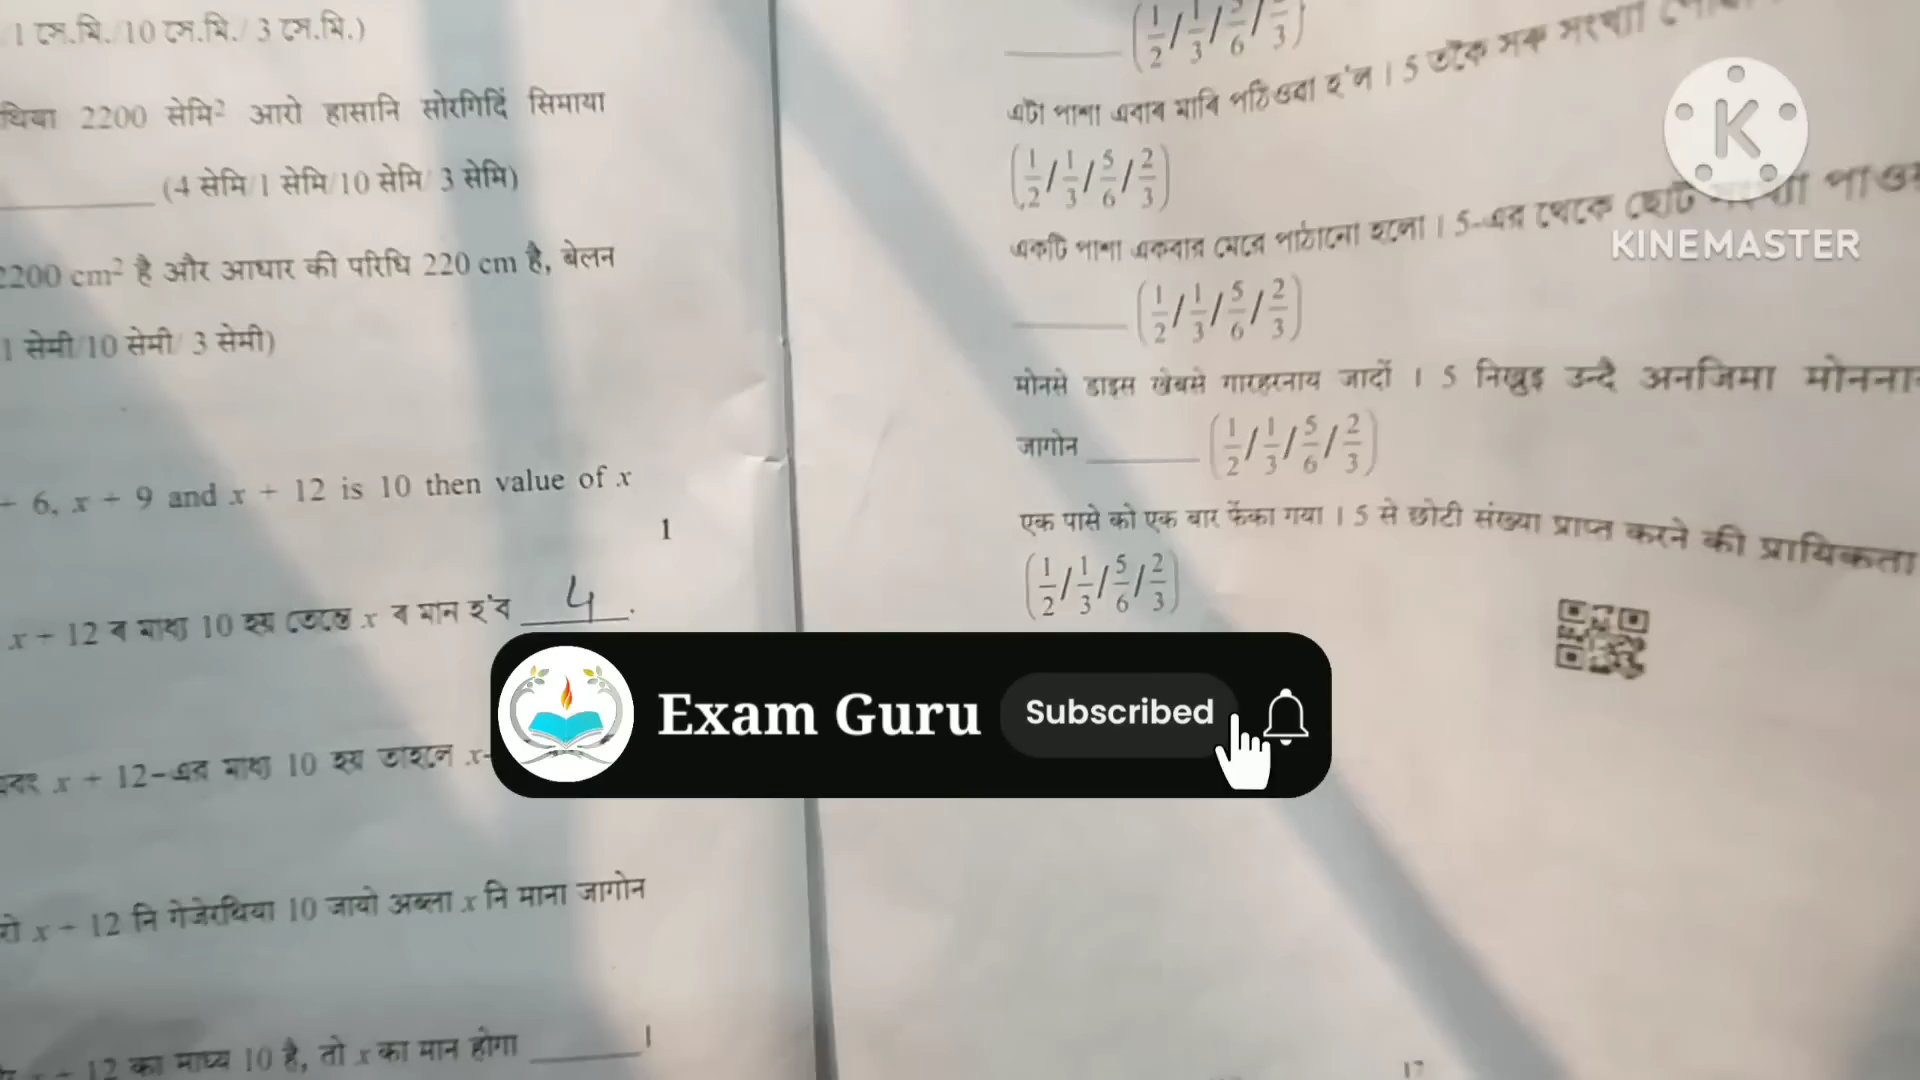 1 সে.মি./10 সে.মি./ 3 সে.মি.)
थिया 2200 सेमि² आरो हासानि सोरगिदिं सिमाया
(4 सेमि/1 सेमि/10 सेमि/ 3 सेमि)
2200 cm² है और आधार की परिधि 220 cm है, बेलन
1 सेमी/10 सेमी/ 3 सेमी)
+ 6, x + 9 and x + 12 is 10 then value of x
1
x + 12 ৰ মাধ্য 10 হয় তেন্তে x ৰ মান হ'ব 4.
x + 12-এর মাধ্য 10 হয় তাহলে x-
x + 12 नि गेजेरथिया 10 जायो अब्ला x नि माना जागोन
x + 12 का माध्य 10 है, तो x का मान होगा
(1/2 / 1/3 / 5/6 / 2/3)
এটা পাশা এবাৰ মাৰি পঠিওৱা হ'ল। 5 তকৈ সৰু সংখ্যা
(1/2 / 1/3 / 5/6 / 2/3)
একটি পাশা একবার মেরে পাঠানো হলো। 5-এর থেকে ছোট সংখ্যা
(1/2 / 1/3 / 5/6 / 2/3)
मोनसे डाइस खेबसे गारहरनाय जादों। 5 निख्रुइ उन्दै अनजिमा
जागोन (1/2 / 1/3 / 5/6 / 2/3)
एक पासे को एक बार फेंका गया। 5 से छोटी संख्या प्राप्त करने की प्रायिकता
(1/2 / 1/3 / 5/6 / 2/3)
K
KINEMASTER
Exam Guru
Subscribed
17